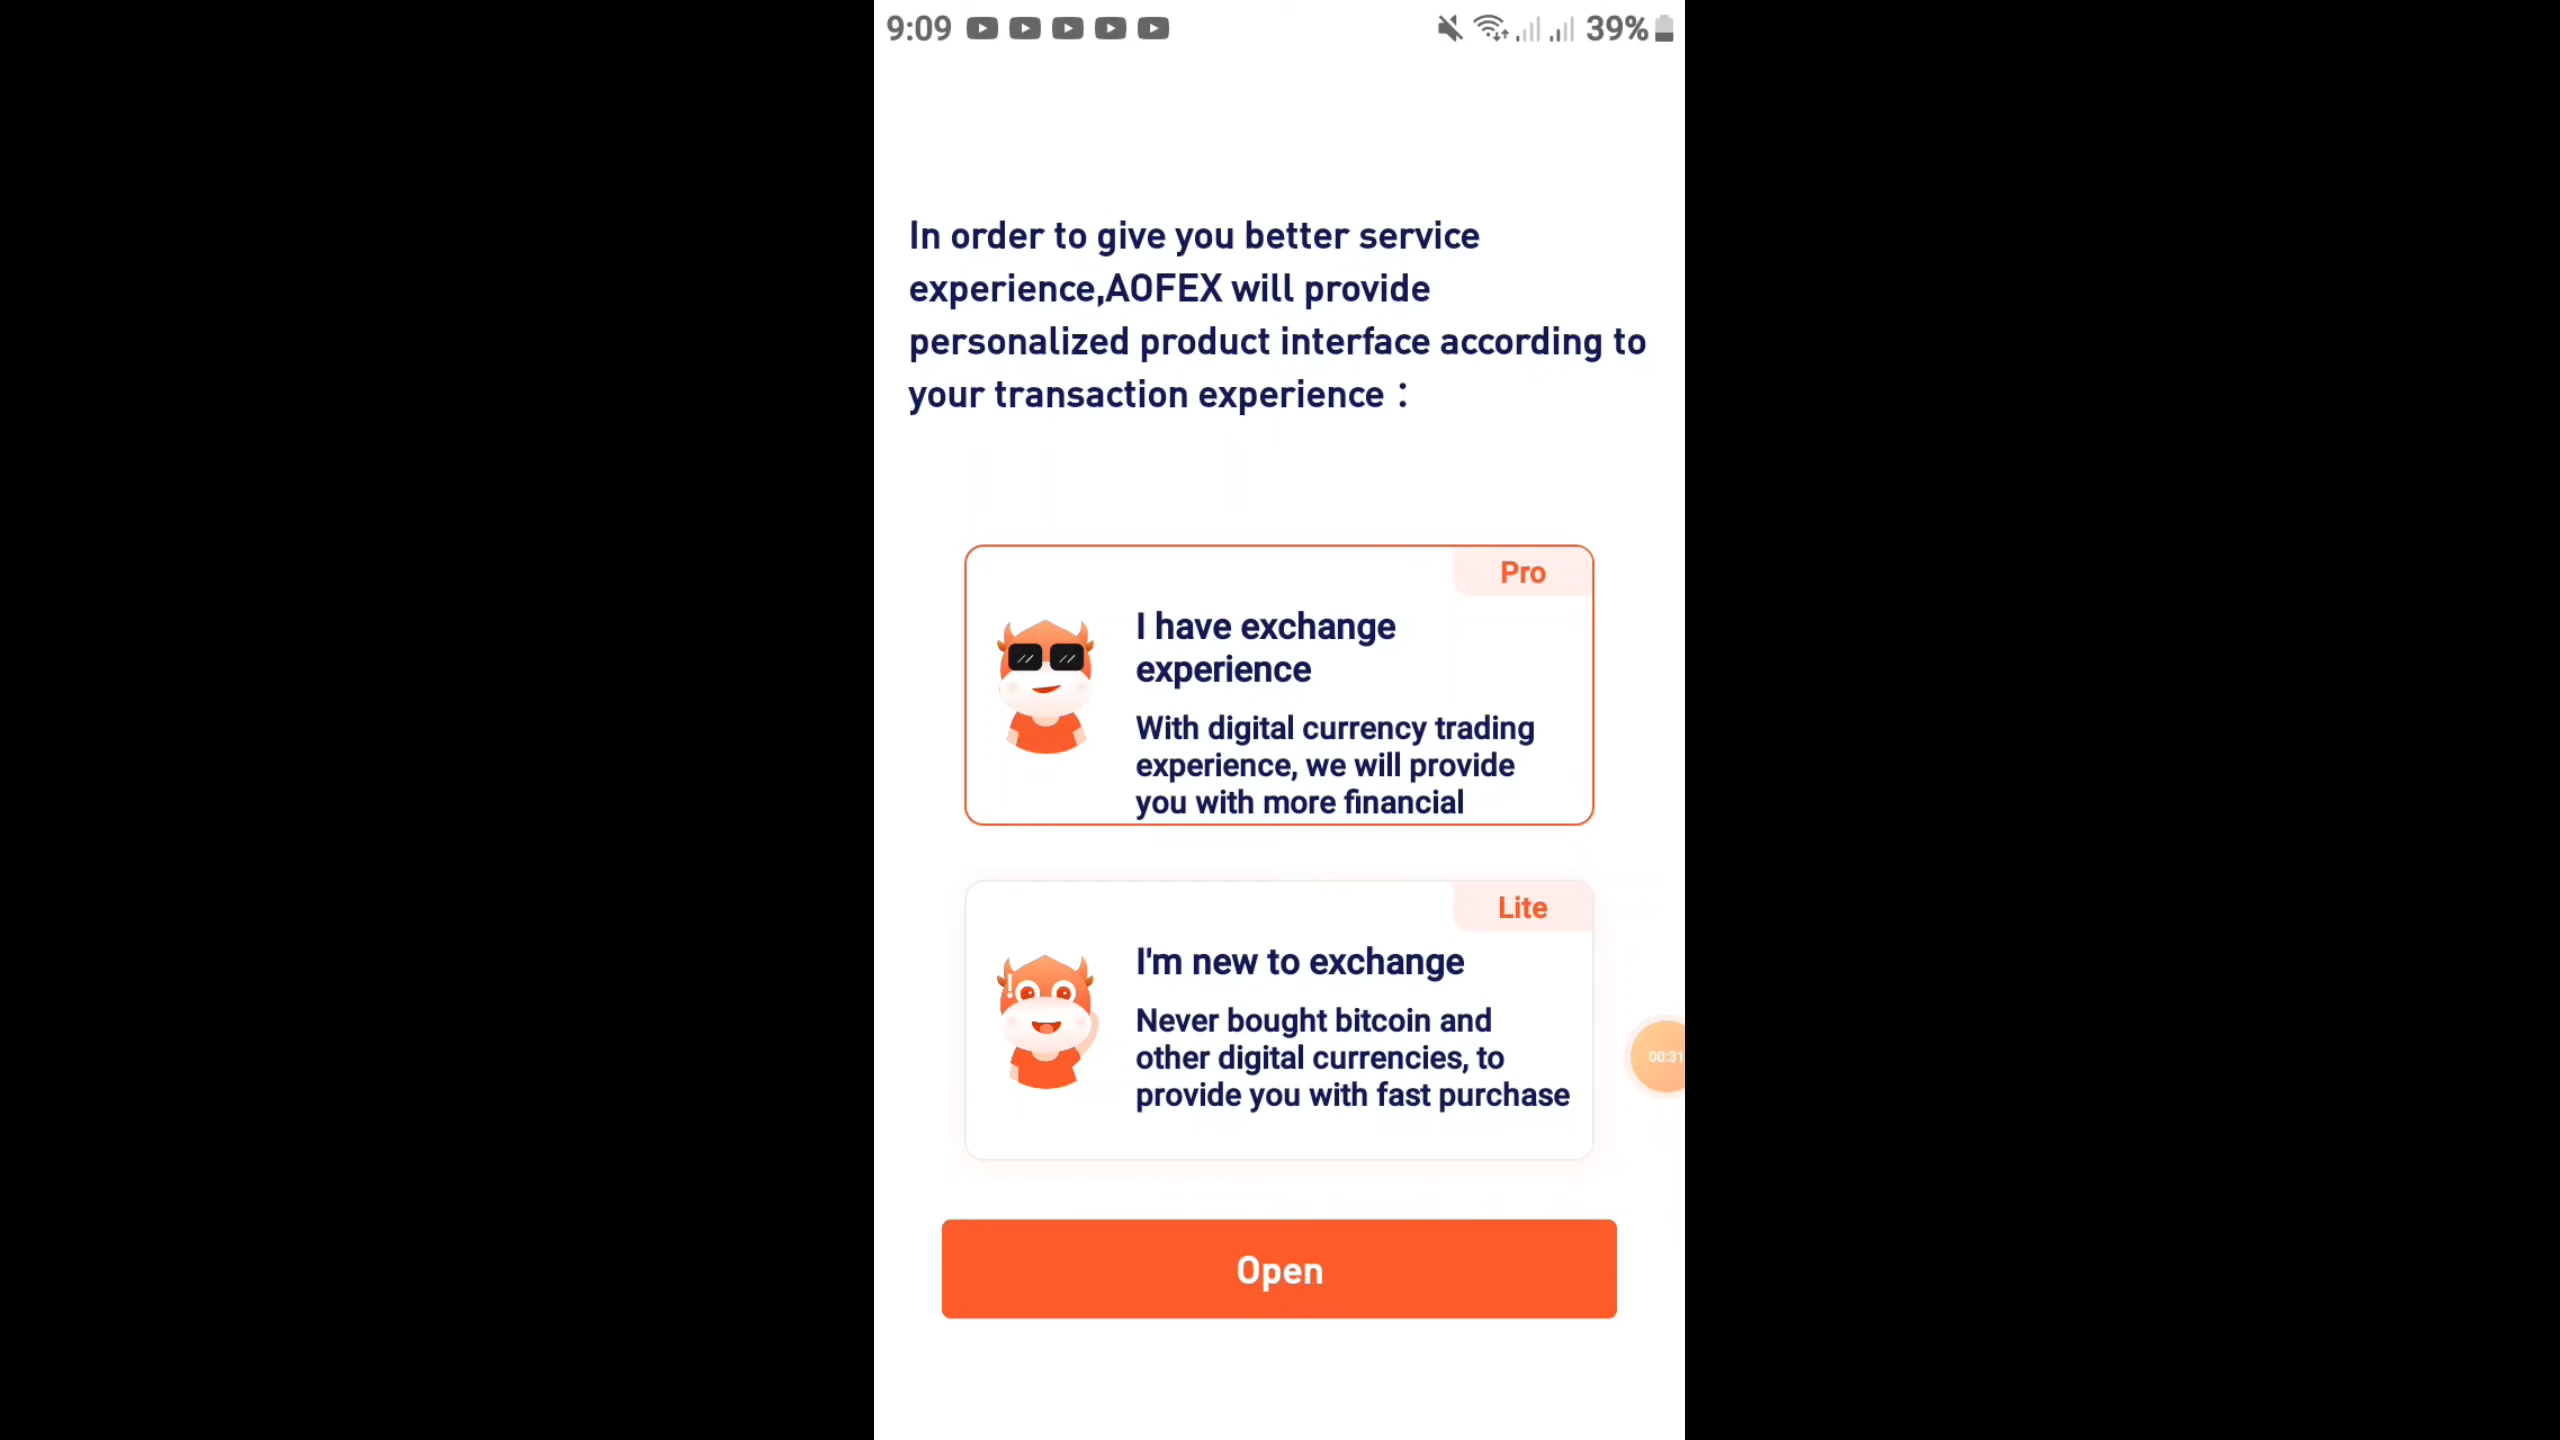 9:09
39%
In order to give you better service
experience,AOFEX will provide
personalized product interface according to
your transaction experience：
Pro
I have exchange
experience
With digital currency trading
experience, we will provide
you with more financial
Lite
I'm new to exchange
Never bought bitcoin and
other digital currencies, to
provide you with fast purchase
00:31
Open